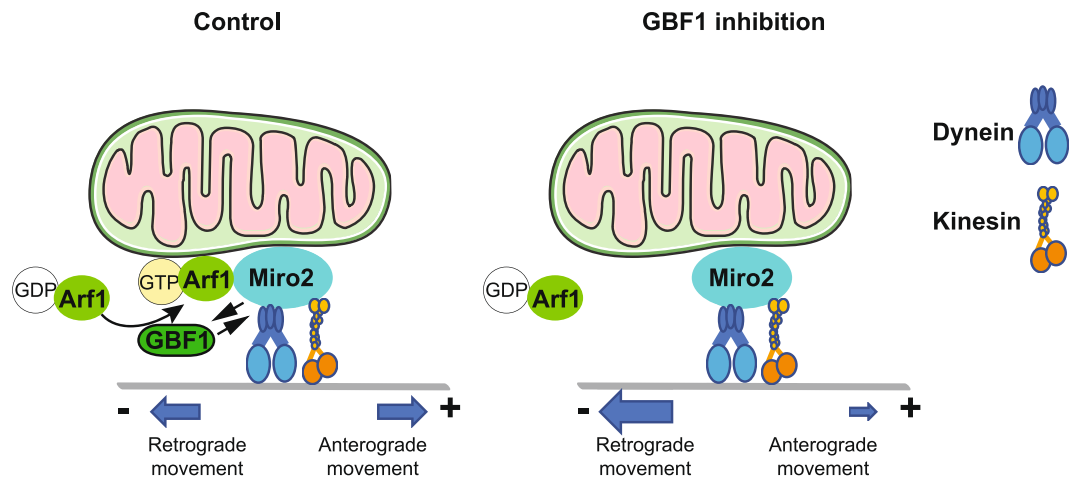 Control
GBF1 inhibition
Dynein
Kinesin
GDP
Arf1
GTP
Arf1
Miro2
GBF1
GDP
Arf1
Miro2
- +
Retrograde
movement
Anterograde
movement
- +
Retrograde
movement
Anterograde
movement